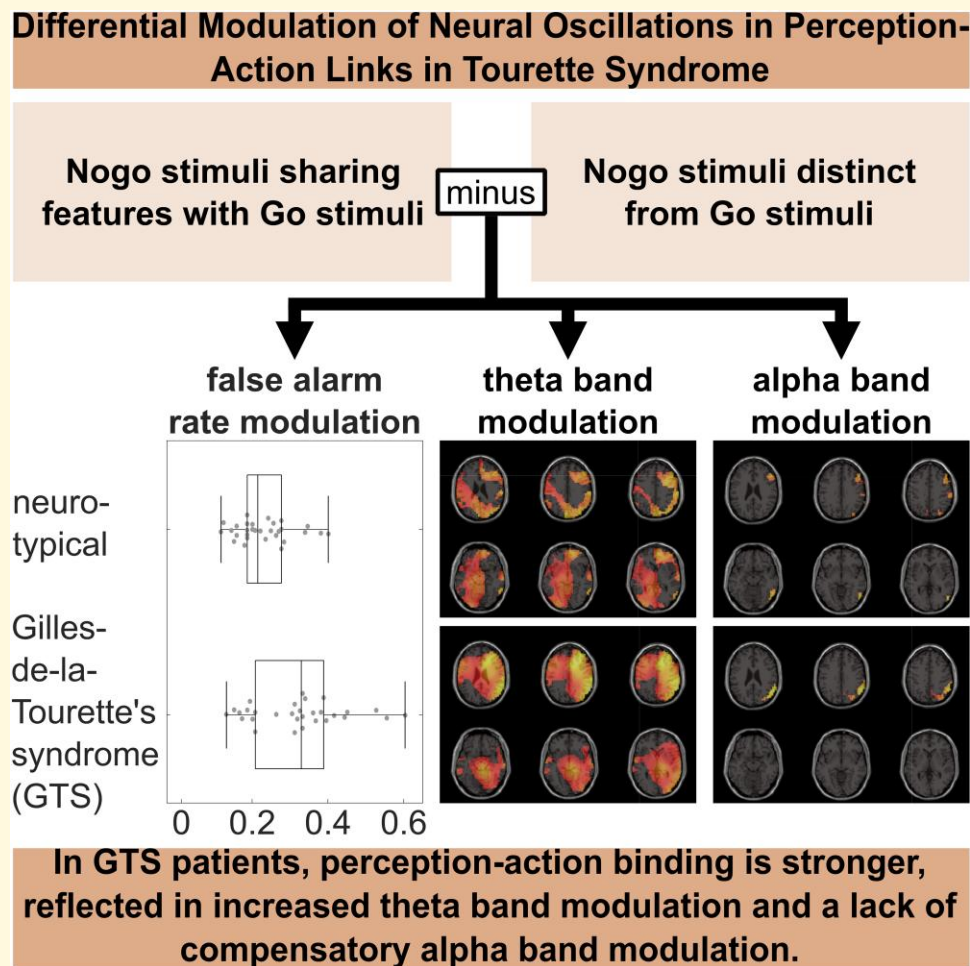 Differential Modulation of Neural Oscillations in Perception-
Action Links in Tourette Syndrome
Nogo stimuli sharing
features with Go stimuli
minus
Nogo stimuli distinct
from Go stimuli
false alarm
rate modulation
theta band
modulation
alpha band
modulation
neuro-
typical
Gilles-
de-la-
Tourette's
syndrome
(GTS)
0 0.2 0.4 0.6
In GTS patients, perception-action binding is stronger,
reflected in increased theta band modulation and a lack of
compensatory alpha band modulation.